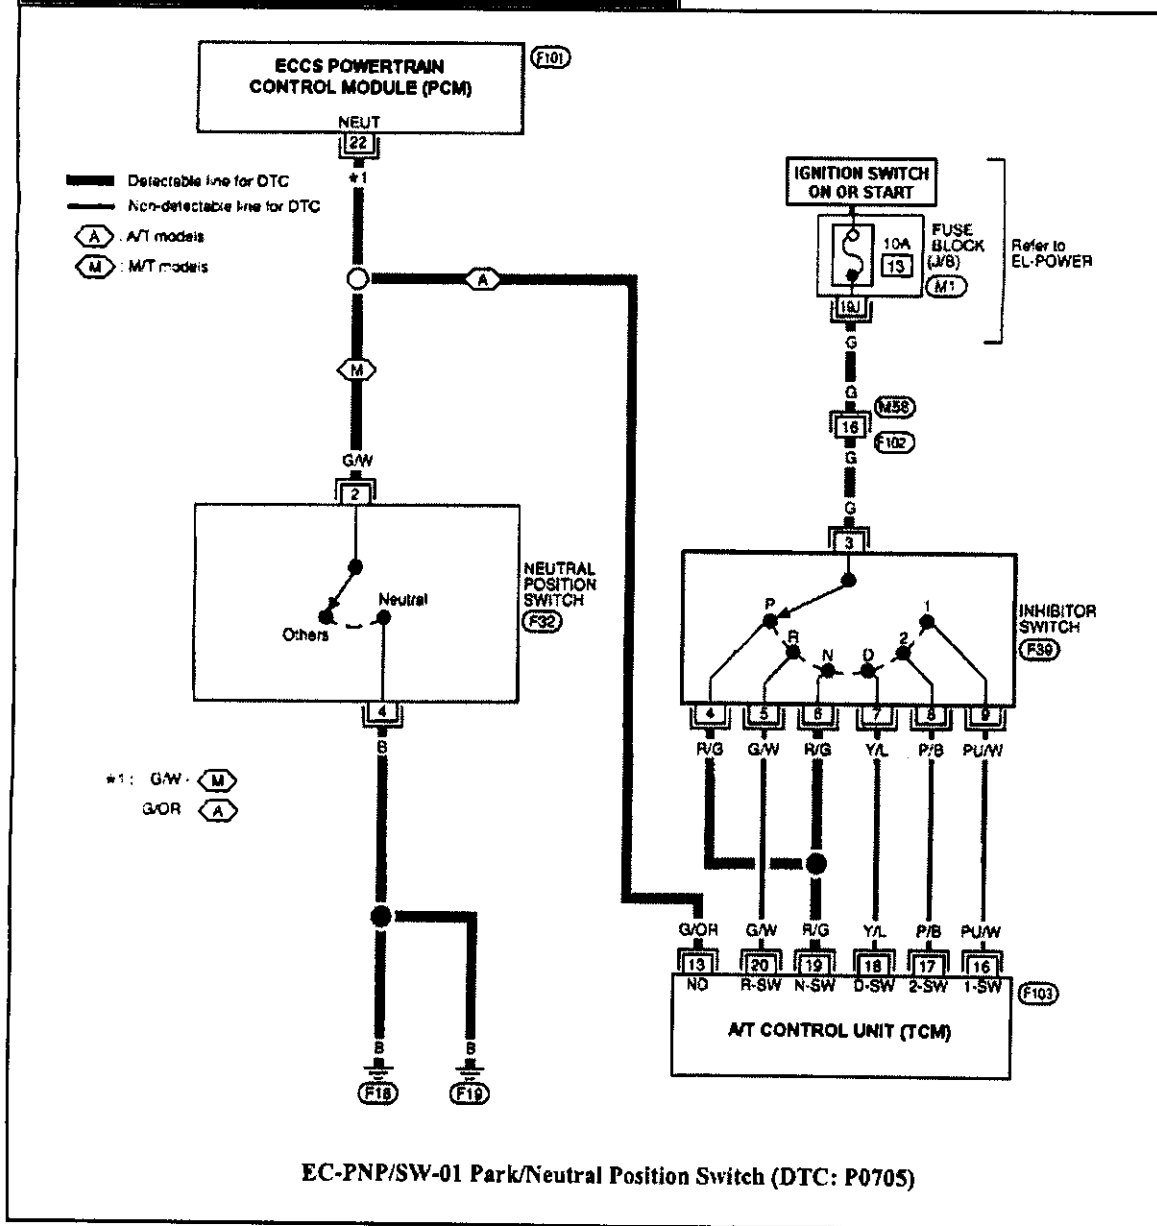 ECCS POWERTRAIN
CONTROL MODULE (PCM)
F101
NEUT
22
*1
Detectable line for DTC
Non-detectable line for DTC
A : A/T models
M : M/T models
A
M
G/W
2
NEUTRAL
POSITION
SWITCH
F32
Neutral
Others
4
B
*1: G/W - M
G/OR A
B
B
F18
F19
IGNITION SWITCH
ON OR START
10A
13
FUSE
BLOCK
(J/B)
M1
Refer to
EL-POWER
19J
G
G
M58
16
F102
G
G
3
INHIBITOR
SWITCH
F39
P
R
N
D
2
1
4 5 6 7 8 9
R/G G/W R/G Y/L P/B PU/W
G/OR G/W R/G Y/L P/B PU/W
13 20 19 18 17 16
ND R-SW N-SW D-SW 2-SW 1-SW
F103
A/T CONTROL UNIT (TCM)
EC-PNP/SW-01 Park/Neutral Position Switch (DTC: P0705)